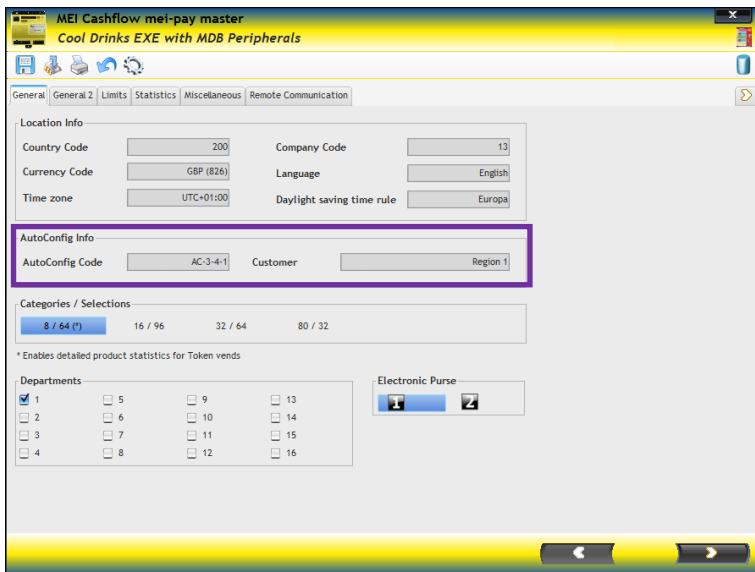 MEI Cashflow mei-pay master
Cool Drinks EXE with MDB Peripherals
General General 2 Limits Statistics Miscellaneous Remote Communication
Location Info
Country Code 200 Company Code 13
Currency Code GBP (826) Language English
Time zone UTC+01:00 Daylight saving time rule Europa
AutoConfig Info
AutoConfig Code AC-3-4-1 Customer Region 1
Categories / Selections
8 / 64 (*) 16 / 96 32 / 64 80 / 32
* Enables detailed product statistics for Token vends
Departments Electronic Purse
1 5 9 13 1 2
2 6 10 14
3 7 11 15
4 8 12 16